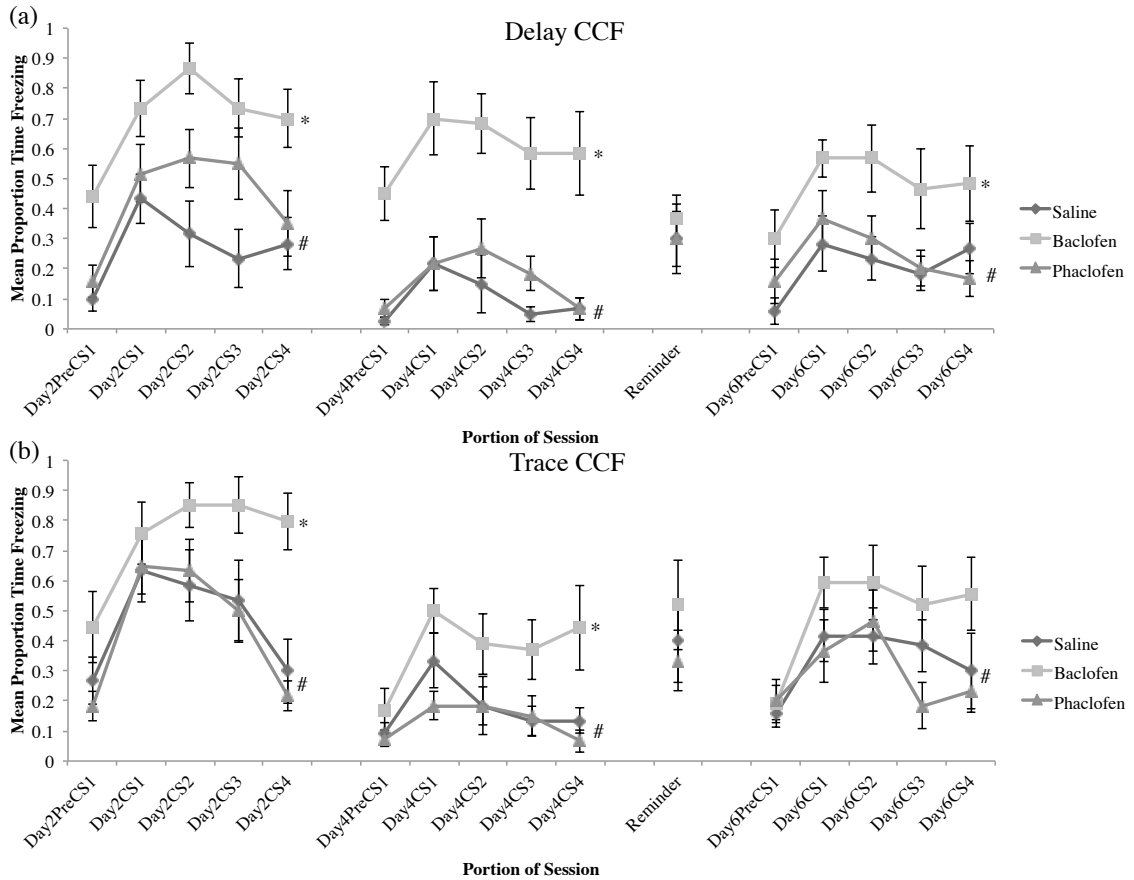 (a)
Delay CCF
Mean Proportion Time Freezing
1
0.9
0.8
0.7
0.6
0.5
0.4
0.3
0.2
0.1
0
*
#
*
#
*
#
Saline
Baclofen
Phaclofen
Day2PreCS1
Day2CS1
Day2CS2
Day2CS3
Day2CS4
Day4PreCS1
Day4CS1
Day4CS2
Day4CS3
Day4CS4
Reminder
Day6PreCS1
Day6CS1
Day6CS2
Day6CS3
Day6CS4
Portion of Session
(b)
Trace CCF
Mean Proportion Time Freezing
1
0.9
0.8
0.7
0.6
0.5
0.4
0.3
0.2
0.1
0
*
#
*
#
#
Saline
Baclofen
Phaclofen
Day2PreCS1
Day2CS1
Day2CS2
Day2CS3
Day2CS4
Day4PreCS1
Day4CS1
Day4CS2
Day4CS3
Day4CS4
Reminder
Day6PreCS1
Day6CS1
Day6CS2
Day6CS3
Day6CS4
Portion of Session